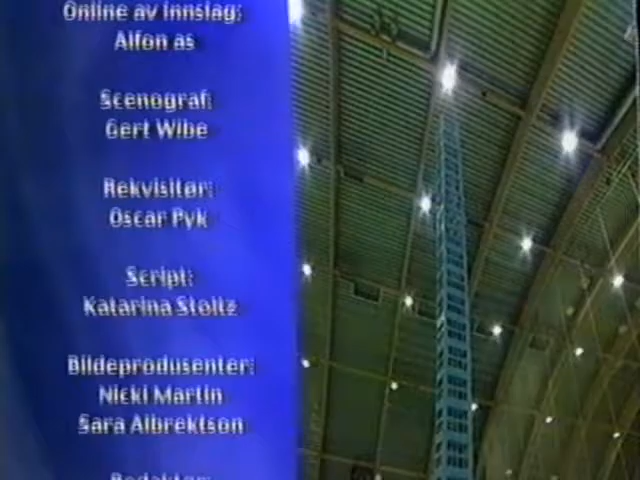 Online av innslag:
Alfon as
Scenograf:
Gert Wibe
Rekvisitør:
Oscar Pyk
Script:
Katarina Stoltz
Bildeprodusenter:
Nicki Martin
Sara Albrektson
Redaktør: